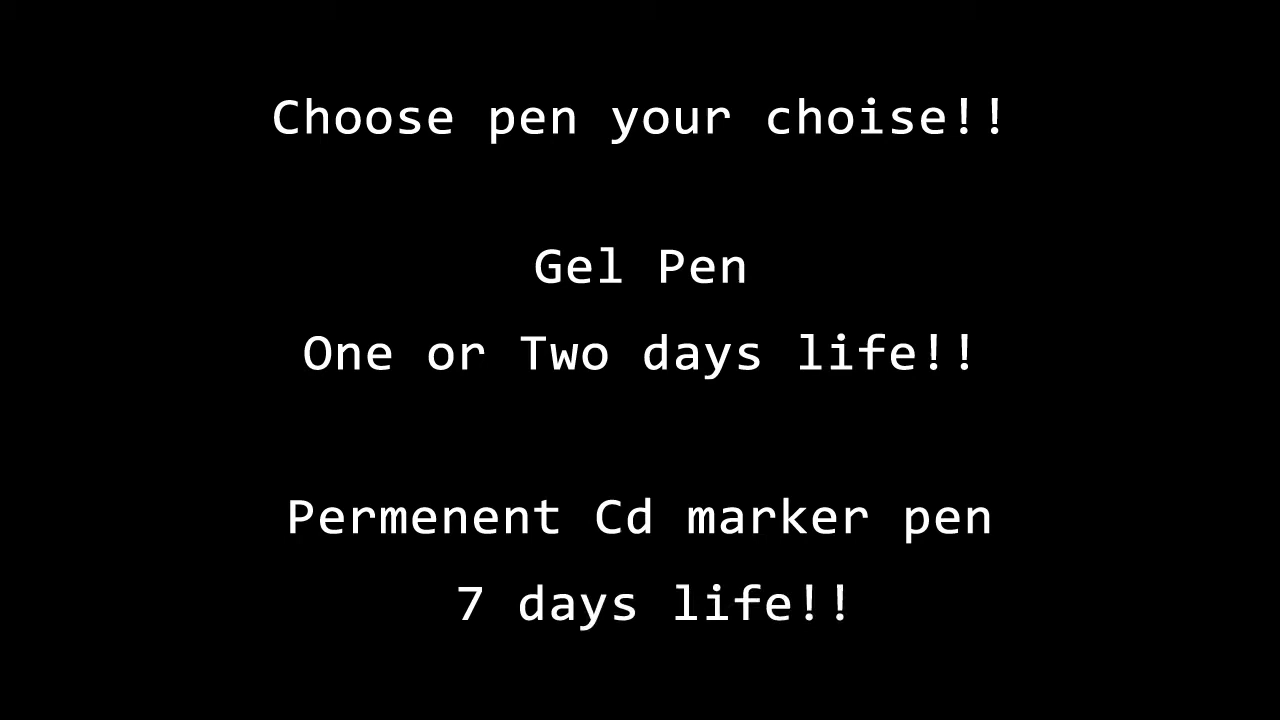 Choose pen your choise!!
Gel Pen
One or Two days life!!
Permenent Cd marker pen
7 days life!!